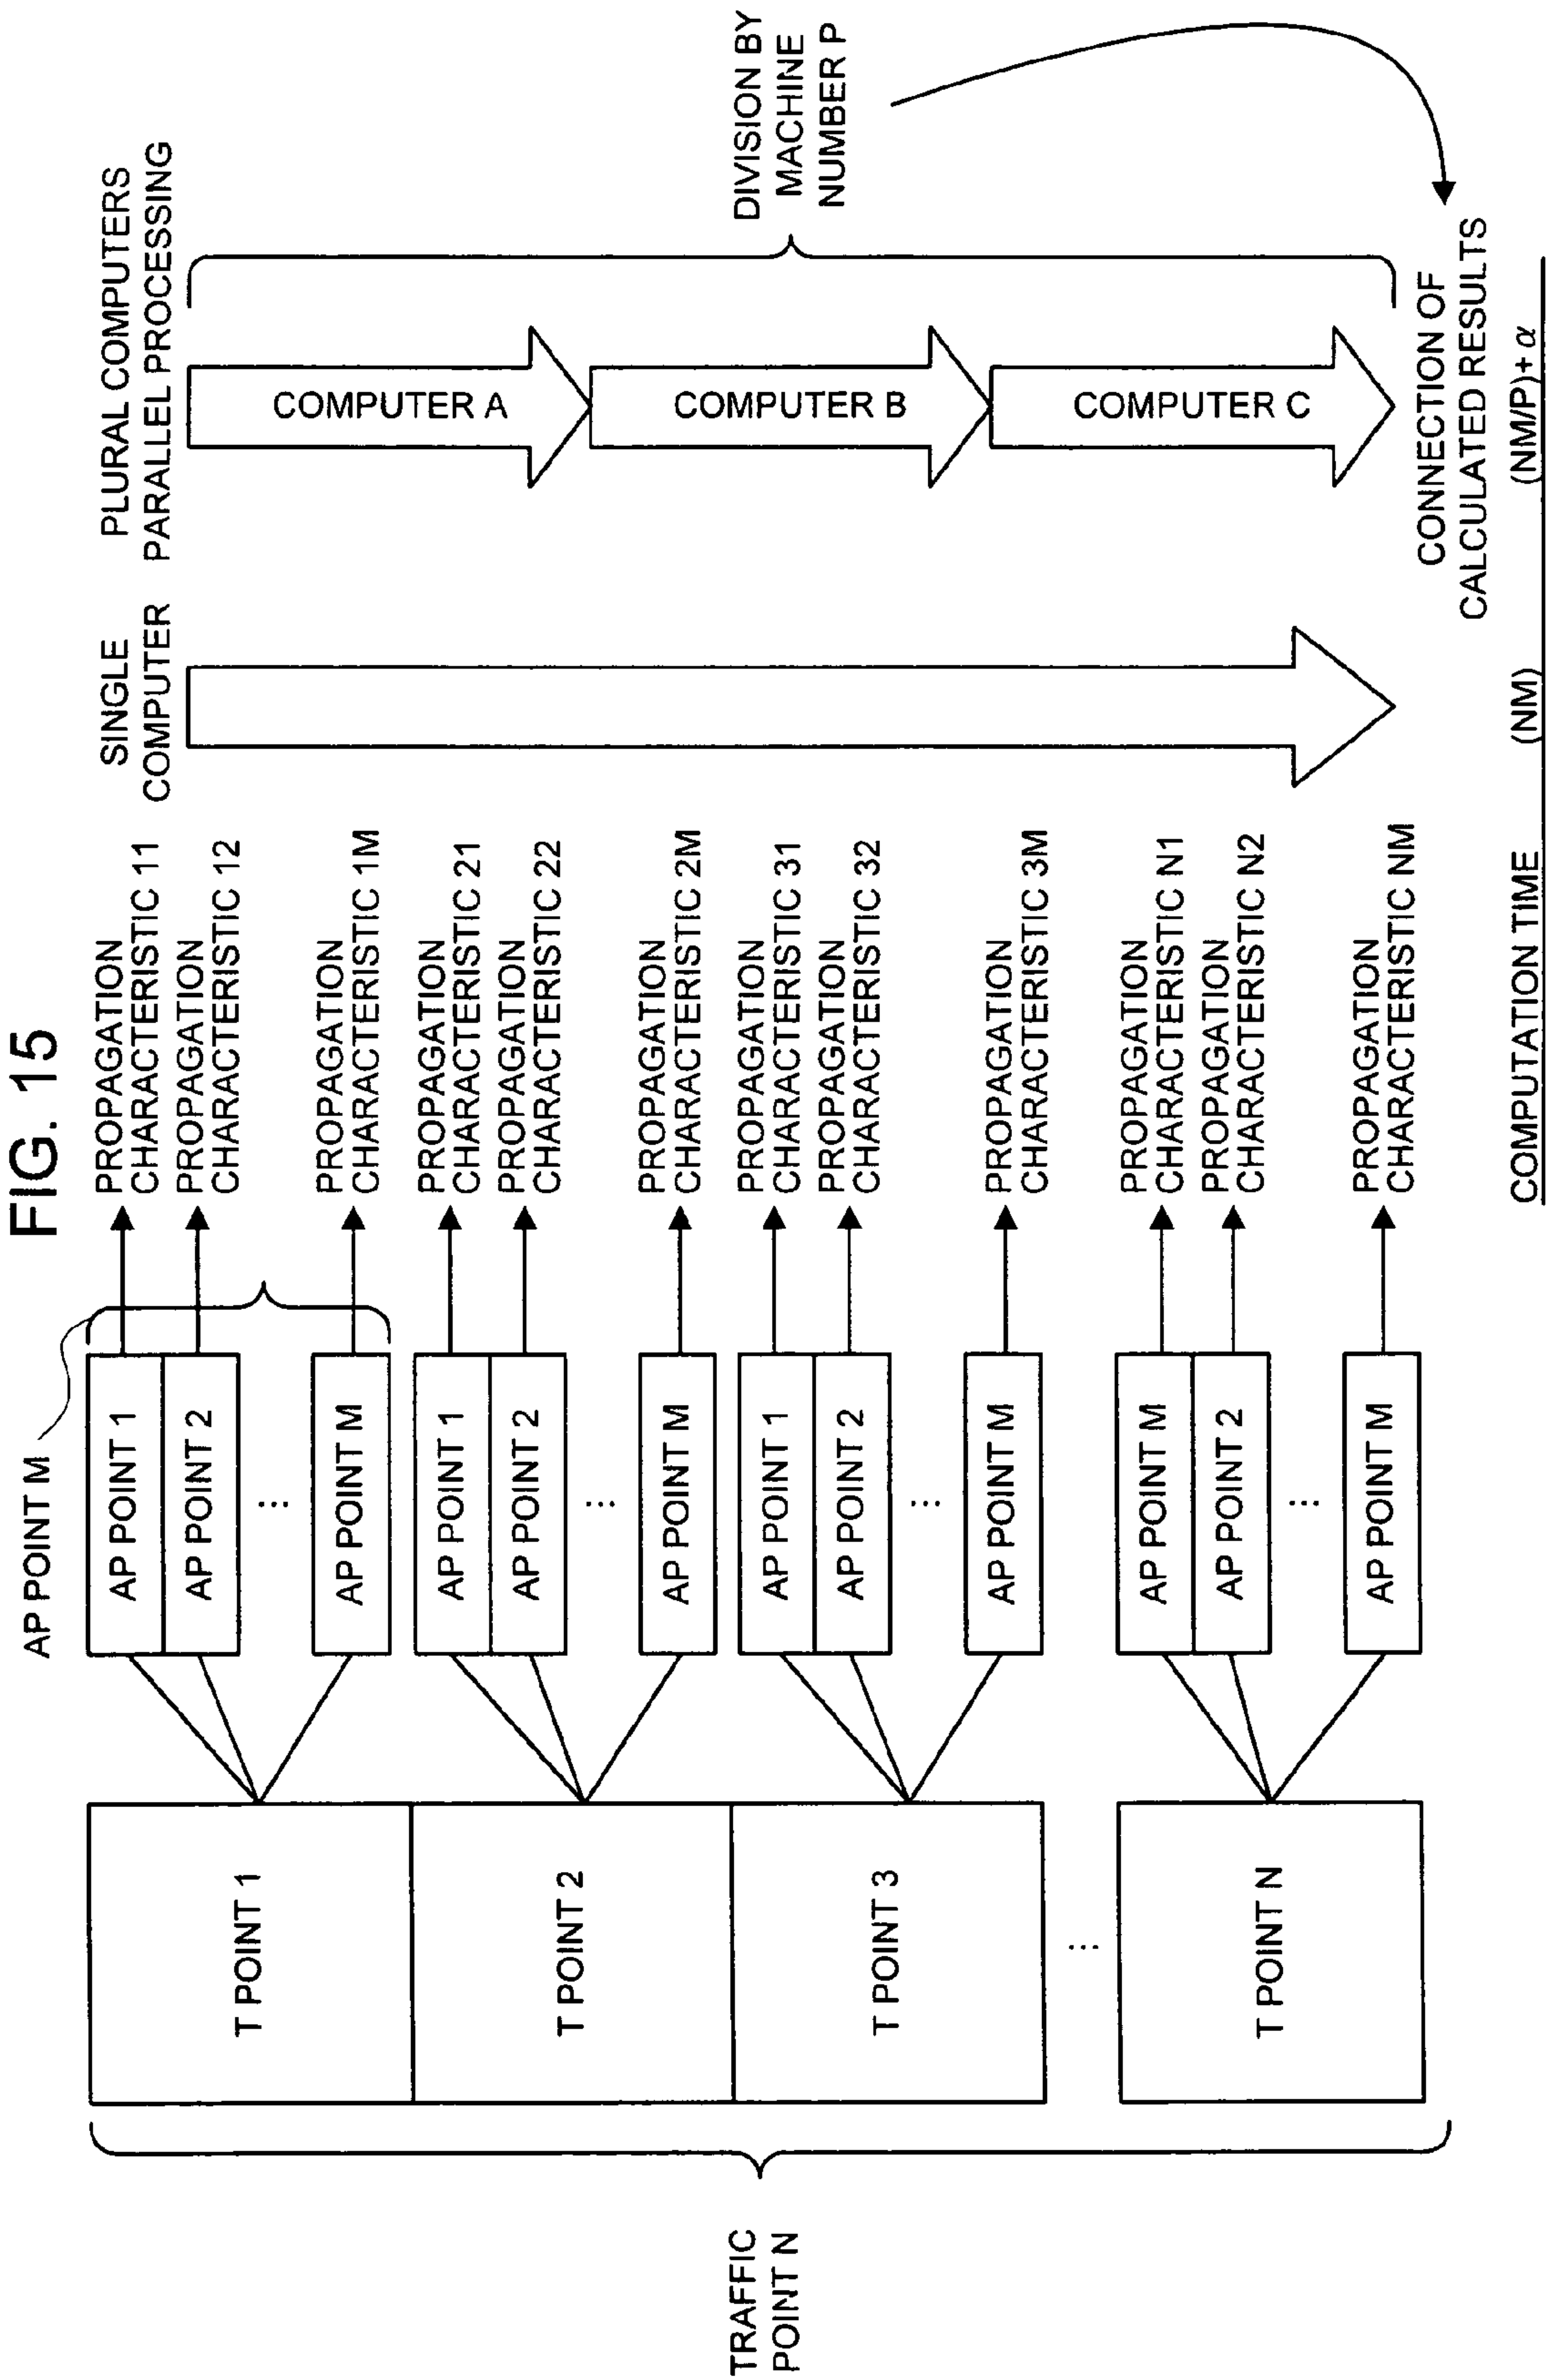 FIG. 15
AP POINT M
SINGLE
COMPUTER
PLURAL COMPUTERS
PARALLEL PROCESSING
TRAFFIC
POINT N
T POINT 1
AP POINT 1
PROPAGATION
CHARACTERISTIC 11
AP POINT 2
PROPAGATION
CHARACTERISTIC 12
...
AP POINT M
PROPAGATION
CHARACTERISTIC 1M
T POINT 2
AP POINT 1
PROPAGATION
CHARACTERISTIC 21
AP POINT 2
PROPAGATION
CHARACTERISTIC 22
...
AP POINT M
PROPAGATION
CHARACTERISTIC 2M
T POINT 3
AP POINT 1
PROPAGATION
CHARACTERISTIC 31
AP POINT 2
PROPAGATION
CHARACTERISTIC 32
...
AP POINT M
PROPAGATION
CHARACTERISTIC 3M
...
T POINT N
AP POINT M
PROPAGATION
CHARACTERISTIC N1
AP POINT 2
PROPAGATION
CHARACTERISTIC N2
...
AP POINT M
PROPAGATION
CHARACTERISTIC NM
COMPUTER A
COMPUTER B
COMPUTER C
DIVISION BY
MACHINE
NUMBER P
CONNECTION OF
CALCULATED RESULTS
COMPUTATION TIME (NM) (NM/P)+α